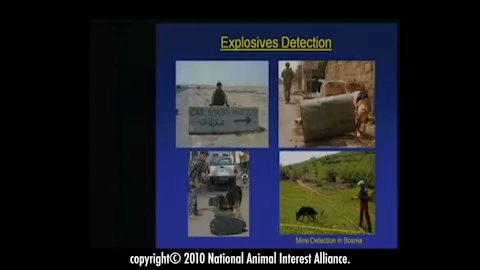 Explosives Detection
Mine Detection in Bosnia
copyright© 2010 National Animal Interest Alliance.